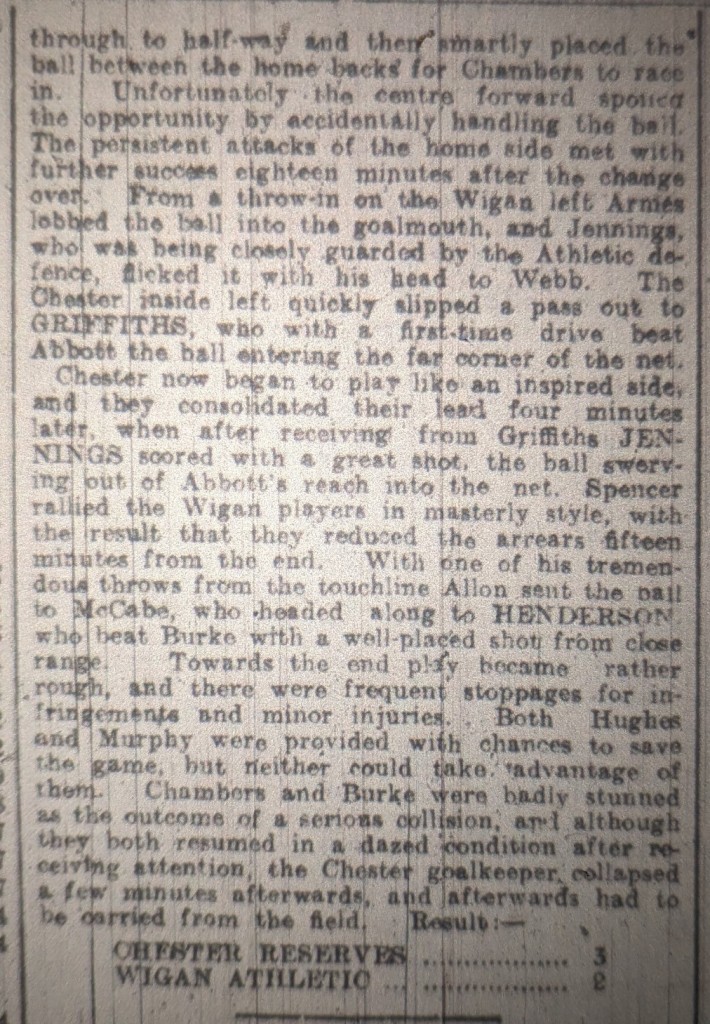 through to half-way and then smartly placed the
ball between the home backs for Chambers to race
in. Unfortunately the centre forward spoiled
the opportunity by accidentally handling the ball.
The persistent attacks of the home side met with
further success eighteen minutes after the change
over. From a throw-in on the Wigan left Armes
lobbed the ball into the goalmouth, and Jennings,
who was being closely guarded by the Athletic de-
fence, flicked it with his head to Webb. The
Chester inside left quickly slipped a pass out to
GRIFFITHS, who with a first-time drive beat
Abbott the ball entering the far corner of the net.
Chester now began to play like an inspired side,
and they consolidated their lead four minutes
later, when after receiving from Griffiths JEN-
NINGS scored with a great shot, the ball swerv-
ing out of Abbott's reach into the net. Spencer
rallied the Wigan players in masterly style, with
the result that they reduced the arrears fifteen
minutes from the end. With one of his tremen-
dous throws from the touchline Allon sent the ball
to McCabe, who headed along to HENDERSON
who beat Burke with a well-placed shot from close
range. Towards the end play became rather
rough, and there were frequent stoppages for in-
fringements and minor injuries. Both Hughes
and Murphy were provided with chances to save
the game, but neither could take advantage of
them. Chambers and Burke were badly stunned
as the outcome of a serious collision, and although
they both resumed in a dazed condition after re-
ceiving attention, the Chester goalkeeper collapsed
a few minutes afterwards, and afterwards had to
be carried from the field. Result:—
CHESTER RESERVES .................. 3
WIGAN ATHLETIC .................. 2